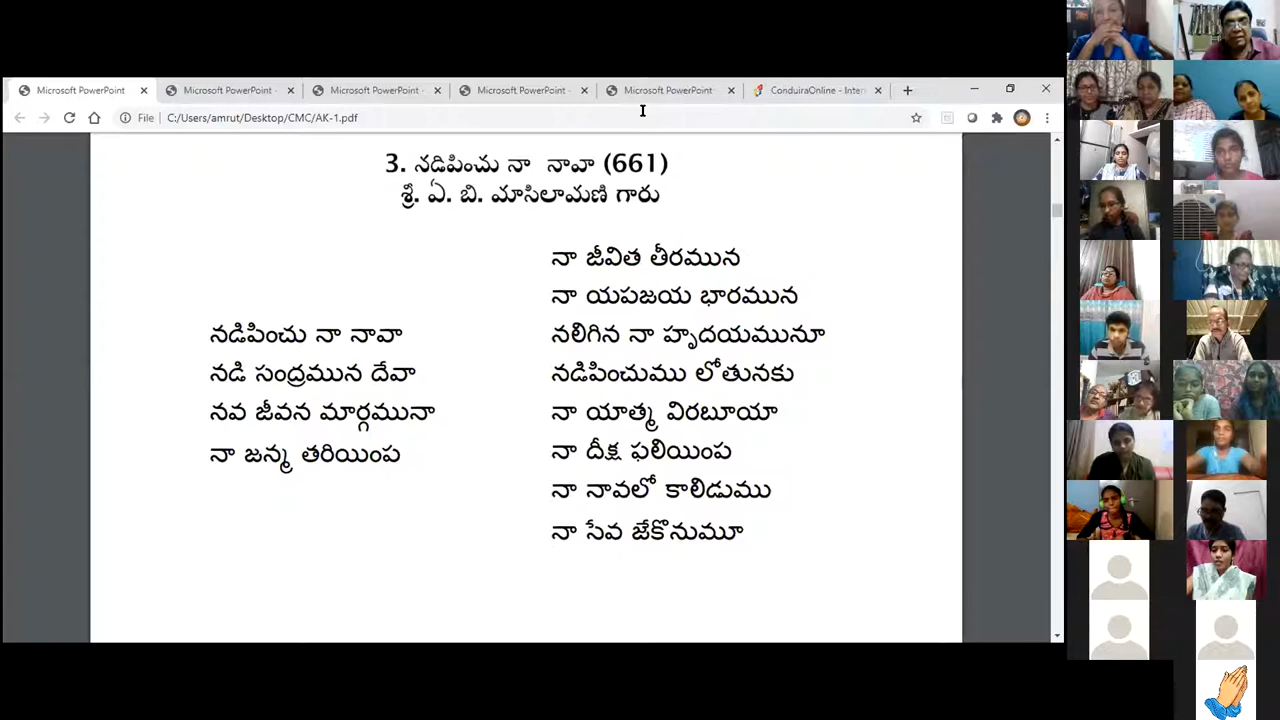 Microsoft PowerPoint
Microsoft PowerPoint -
Microsoft PowerPoint -
Microsoft PowerPoint -
Microsoft PowerPoint
ConduiraOnline - Inter
File
C:/Users/amrut/Desktop/CMC/AK-1.pdf
3. నడిపించు నా నావా (661)
శ్రీ. ఏ. బి. మాసిలామణి గారు
నడిపించు నా నావా
నడి సంద్రమున దేవా
నవ జీవన మార్గమునా
నా జన్మ తరియింప
నా జీవిత తీరమున
నా యపజయ భారమున
నలిగిన నా హృదయమునూ
నడిపించుము లోతునకు
నా యాత్మ విరబూయా
నా దీక్ష ఫలియింప
నా నావలో కాలిడుము
నా సేవ జేకొనుమూ